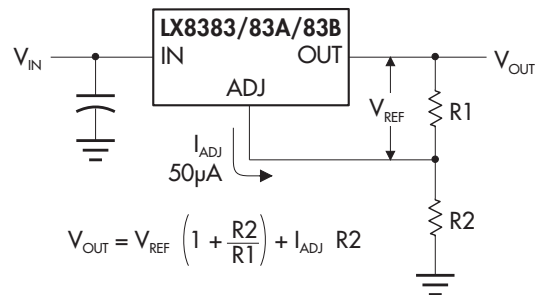 LX8383/83A/83B
IN OUT
ADJ
V_IN
V_OUT
V_REF
R1
I_ADJ
50µA
R2
V_OUT = V_REF (1 + R2/R1) + I_ADJ R2